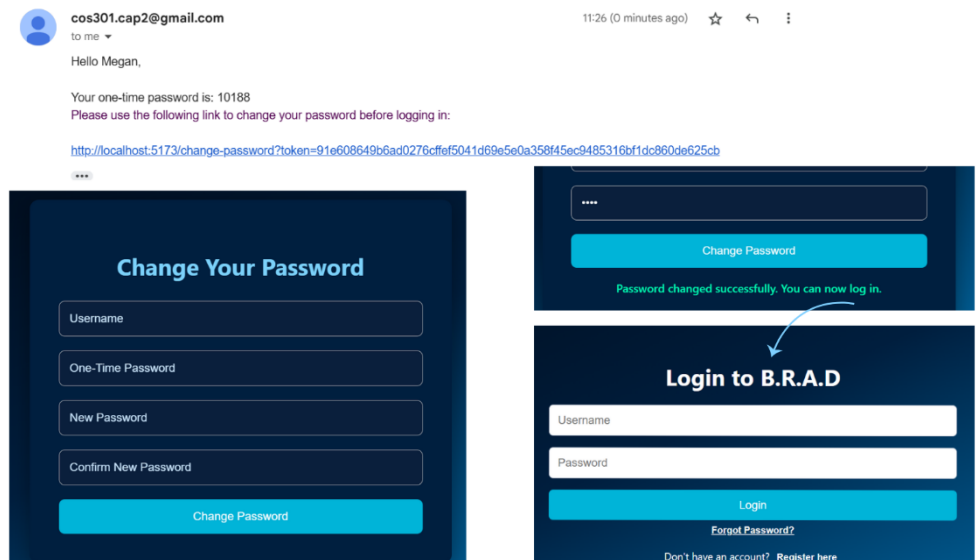 cos301.cap2@gmail.com
11:26 (0 minutes ago)
to me
Hello Megan,
Your one-time password is: 10188
Please use the following link to change your password before logging in:
http://localhost:5173/change-password?token=91e608649b6ad0276cffef5041d69e5e0a358f45ec9485316bf1dc860de625cb
Change Your Password
Username
One-Time Password
New Password
Confirm New Password
Change Password
Change Password
Password changed successfully. You can now log in.
Login to B.R.A.D
Username
Password
Login
Forgot Password?
Don't have an account? Register here